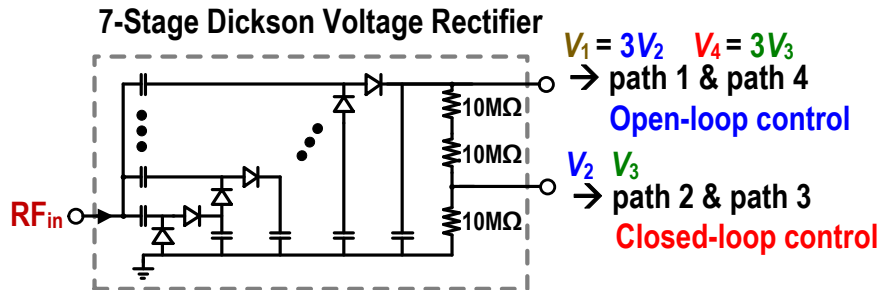 7-Stage Dickson Voltage Rectifier
V1 = 3V2 V4 = 3V3
→ path 1 & path 4
Open-loop control
10MΩ
10MΩ
V2 V3
→ path 2 & path 3
Closed-loop control
10MΩ
RFin